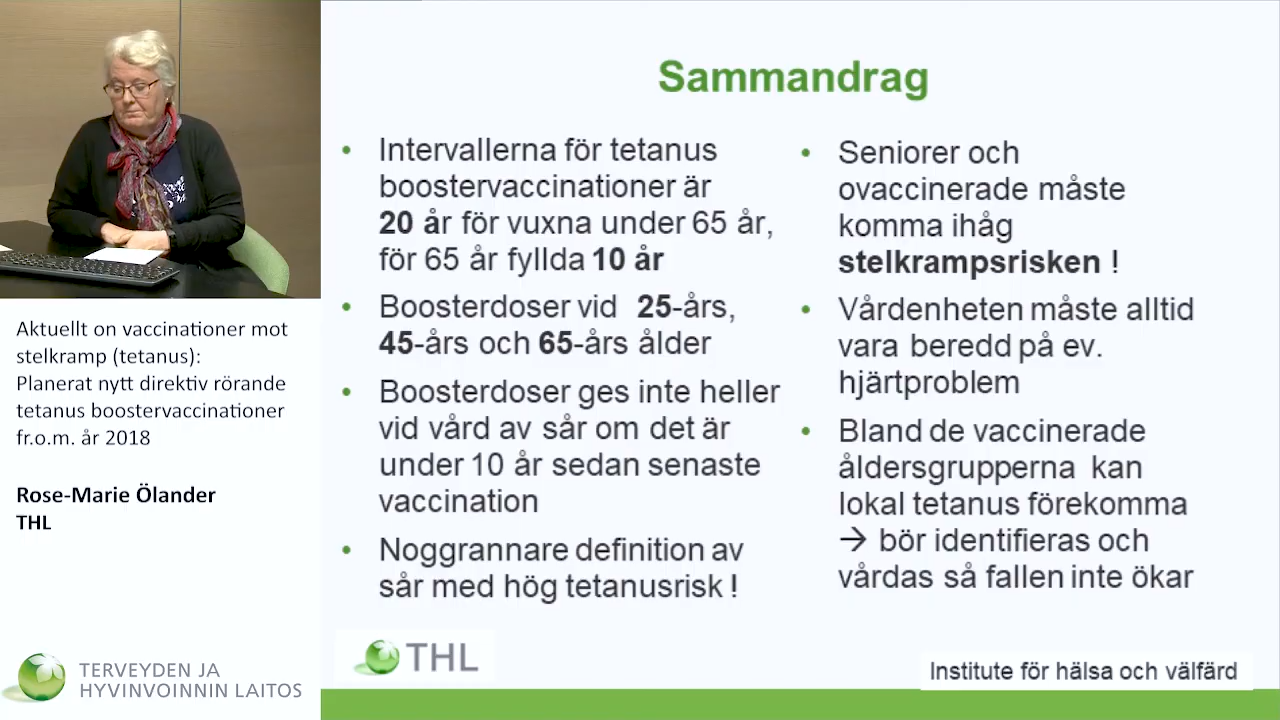 Sammandrag
• Intervallerna för tetanus
boostervaccinationer är
20 år för vuxna under 65 år,
för 65 år fyllda 10 år
• Boosterdoser vid 25-års,
45-års och 65-års ålder
• Boosterdoser ges inte heller
vid vård av sår om det är
under 10 år sedan senaste
vaccination
• Noggrannare definition av
sår med hög tetanusrisk !
• Seniorer och
ovaccinerade måste
komma ihåg
stelkrampsrisken !
• Vårdenheten måste alltid
vara beredd på ev.
hjärtproblem
• Bland de vaccinerade
åldersgrupperna kan
lokal tetanus förekomma
→ bör identifieras och
vårdas så fallen inte ökar
THL
Institute för hälsa och välfärd
Aktuellt on vaccinationer mot
stelkramp (tetanus):
Planerat nytt direktiv rörande
tetanus boostervaccinationer
fr.o.m. år 2018
Rose-Marie Ölander
THL
TERVEYDEN JA
HYVINVOINNIN LAITOS